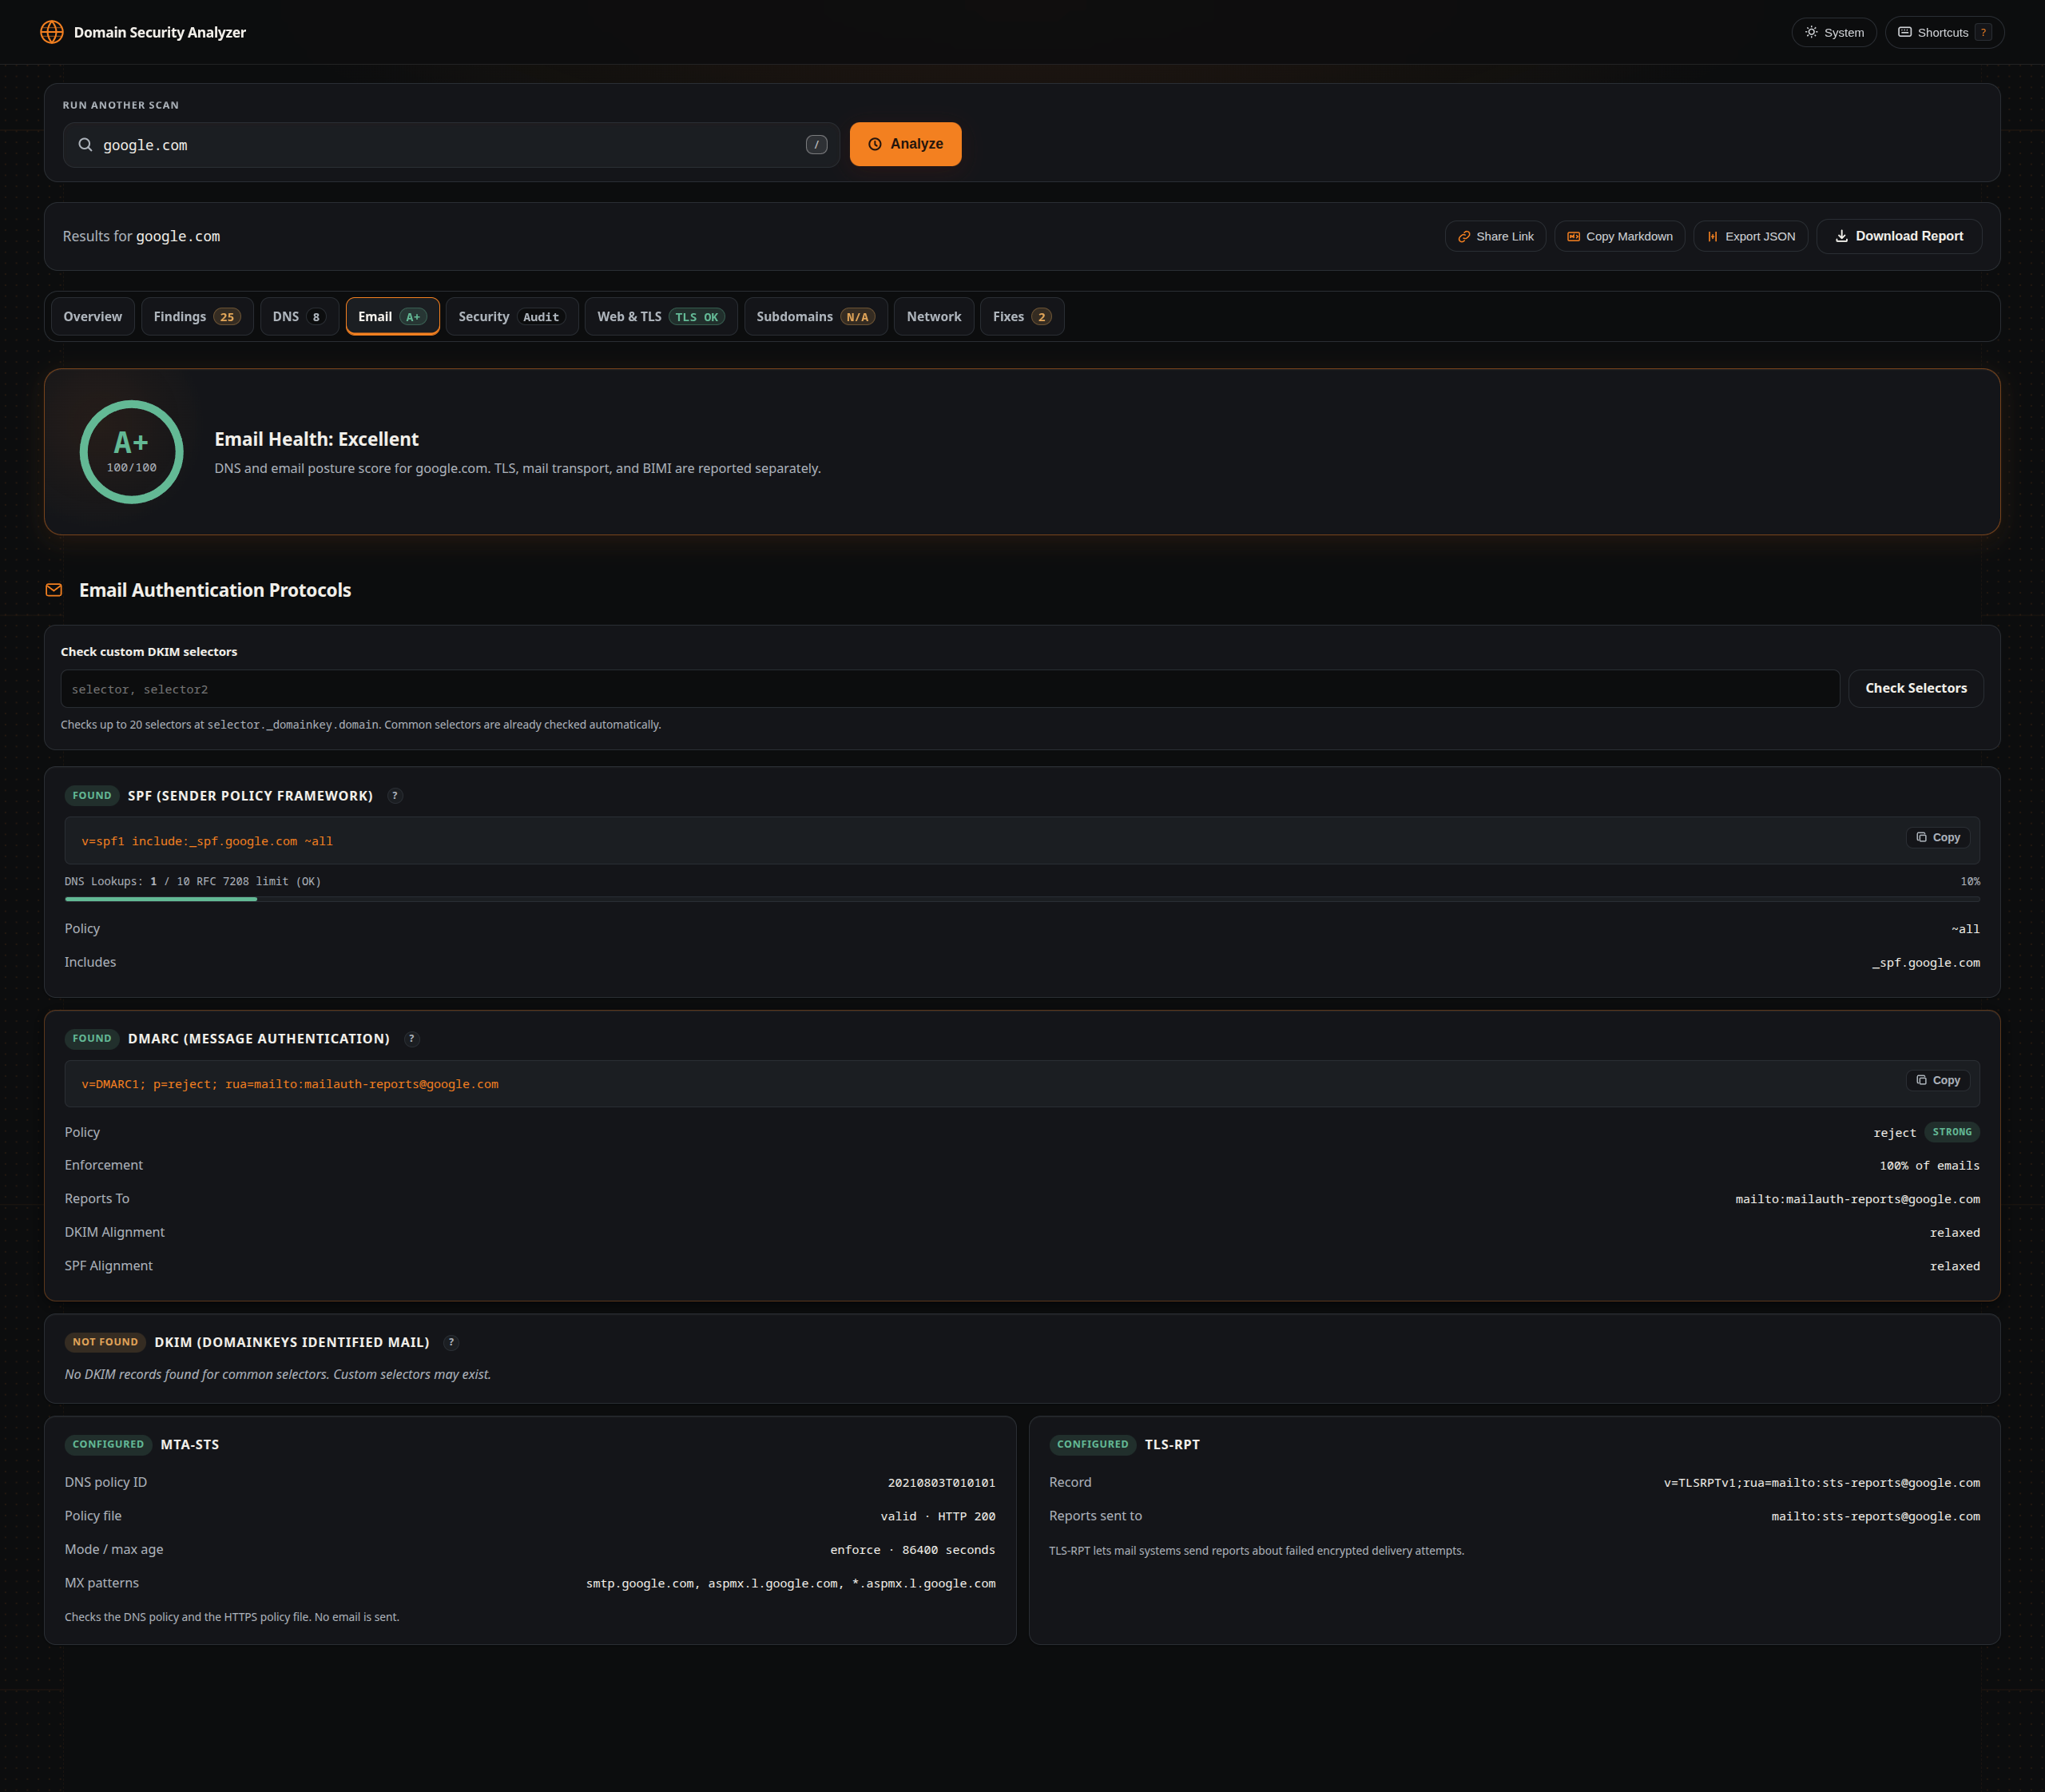 Domain Security Analyzer
System
Shortcuts ?
RUN ANOTHER SCAN
google.com /
Analyze
Results for google.com
Share Link
Copy Markdown
Export JSON
Download Report
Overview
Findings 25
DNS 8
Email A+
Security Audit
Web & TLS TLS OK
Subdomains N/A
Network
Fixes 2
A+
100/100
Email Health: Excellent
DNS and email posture score for google.com. TLS, mail transport, and BIMI are reported separately.
Email Authentication Protocols
Check custom DKIM selectors
selector, selector2
Check Selectors
Checks up to 20 selectors at selector._domainkey.domain. Common selectors are already checked automatically.
FOUND SPF (SENDER POLICY FRAMEWORK) ?
v=spf1 include:_spf.google.com ~all
Copy
DNS Lookups: 1 / 10 RFC 7208 limit (OK) 10%
Policy ~all
Includes _spf.google.com
FOUND DMARC (MESSAGE AUTHENTICATION) ?
v=DMARC1; p=reject; rua=mailto:mailauth-reports@google.com
Copy
Policy reject STRONG
Enforcement 100% of emails
Reports To mailto:mailauth-reports@google.com
DKIM Alignment relaxed
SPF Alignment relaxed
NOT FOUND DKIM (DOMAINKEYS IDENTIFIED MAIL) ?
No DKIM records found for common selectors. Custom selectors may exist.
CONFIGURED MTA-STS
DNS policy ID 20210803T010101
Policy file valid · HTTP 200
Mode / max age enforce · 86400 seconds
MX patterns smtp.google.com, aspmx.l.google.com, *.aspmx.l.google.com
Checks the DNS policy and the HTTPS policy file. No email is sent.
CONFIGURED TLS-RPT
Record v=TLSRPTv1;rua=mailto:sts-reports@google.com
Reports sent to mailto:sts-reports@google.com
TLS-RPT lets mail systems send reports about failed encrypted delivery attempts.